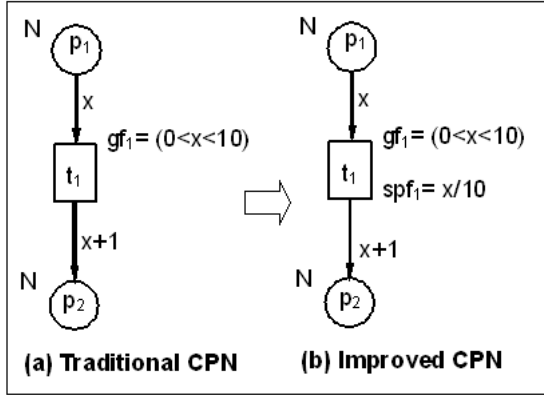 N
p1
x
gf1= (0<x<10)
t1
x+1
N
p2
(a) Traditional CPN
N
p1
x
gf1= (0<x<10)
t1
spf1= x/10
x+1
N
p2
(b) Improved CPN